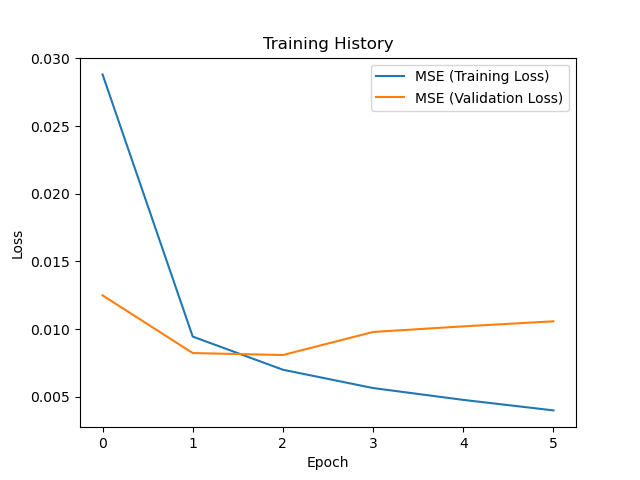 Training History
MSE (Training Loss)
MSE (Validation Loss)
Loss
0.030
0.025
0.020
0.015
0.010
0.005
0 1 2 3 4 5
Epoch